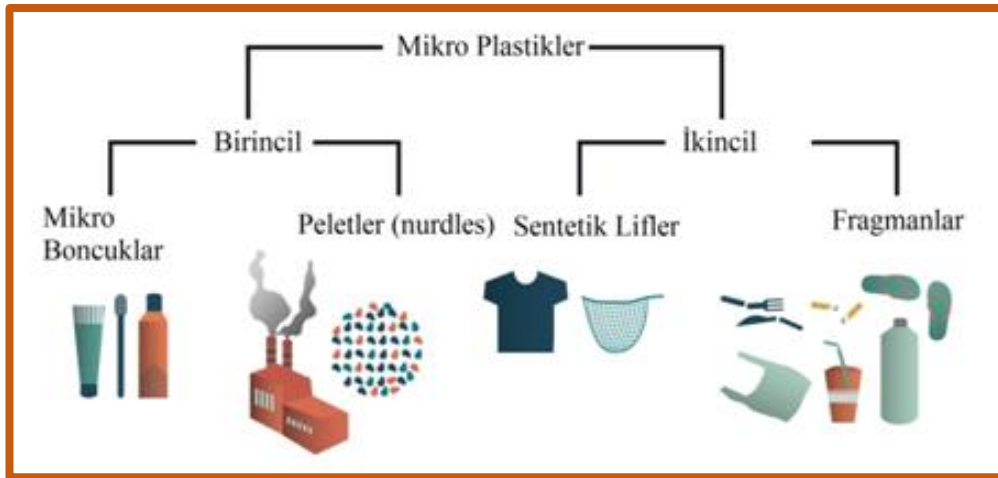 Mikro Plastikler
Birincil
İkincil
Mikro
Boncuklar
Peletler (nurdles)
Sentetik Lifler
Fragmanlar